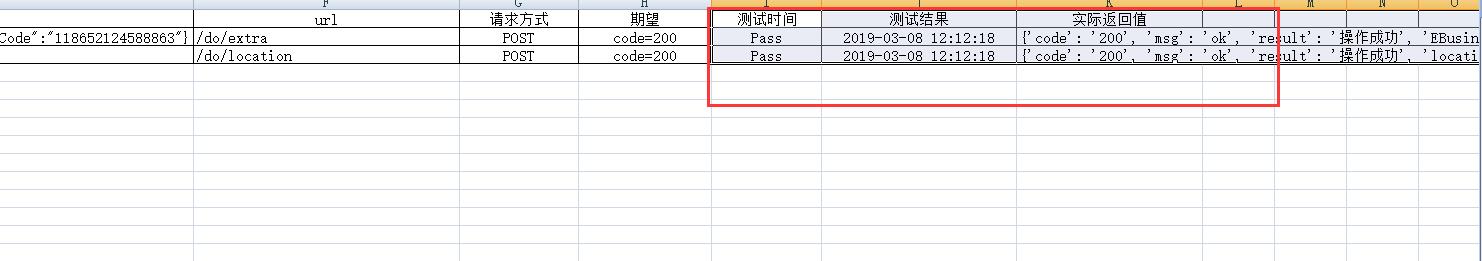 F G H I J K L M N O
url 请求方式 期望 测试时间 测试结果 实际返回值
Code":"118652124588863"} /do/extra POST code=200 Pass 2019-03-08 12:12:18 {'code': '200', 'msg': 'ok', 'result': '操作成功', 'EBusin
/do/location POST code=200 Pass 2019-03-08 12:12:18 {'code': '200', 'msg': 'ok', 'result': '操作成功', 'locati